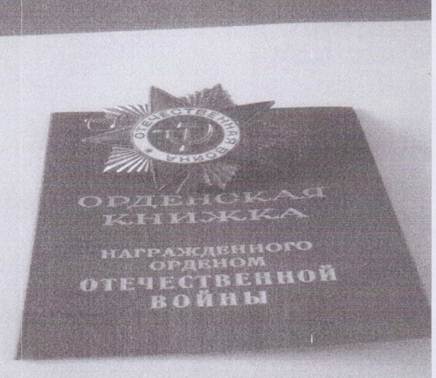 ОТЕЧЕСТВЕННАЯ ВОЙНА
ОРДЕНСКАЯ
КНИЖКА
НАГРАЖДЕННОГО
ОРДЕНОМ
ОТЕЧЕСТВЕННОЙ
ВОЙНЫ